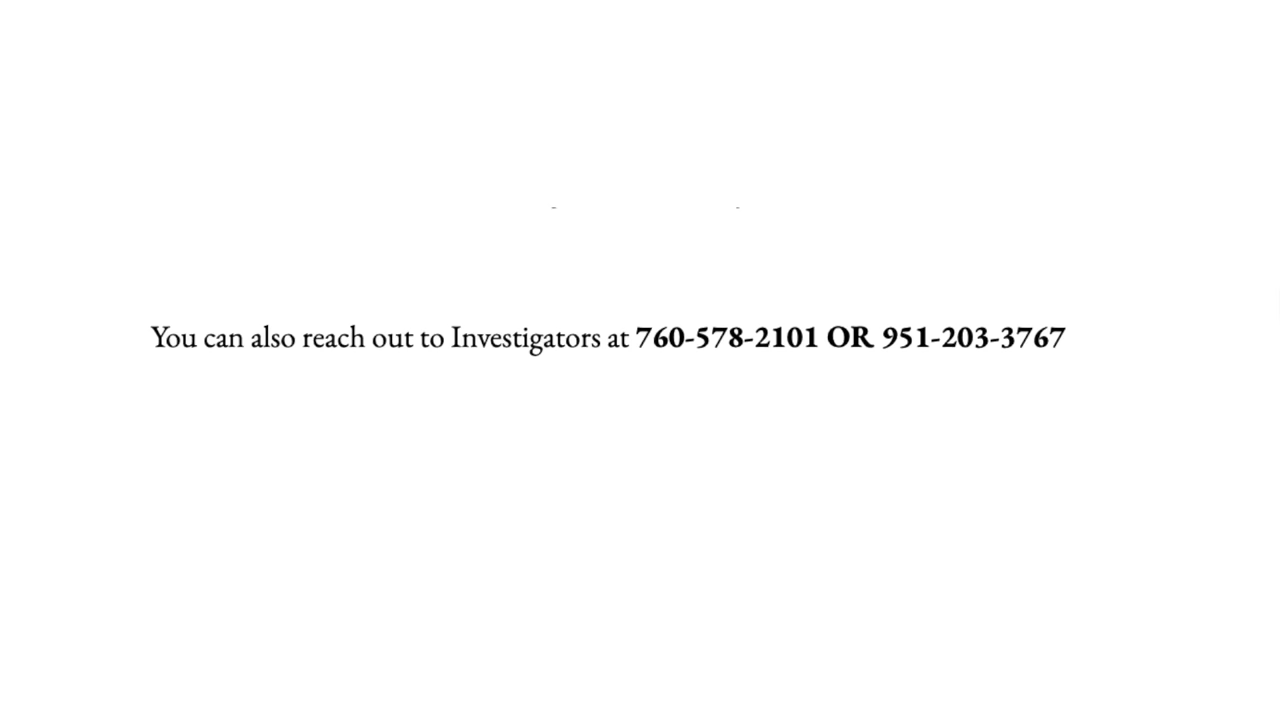 You can also reach out to Investigators at 760-578-2101 OR 951-203-3767